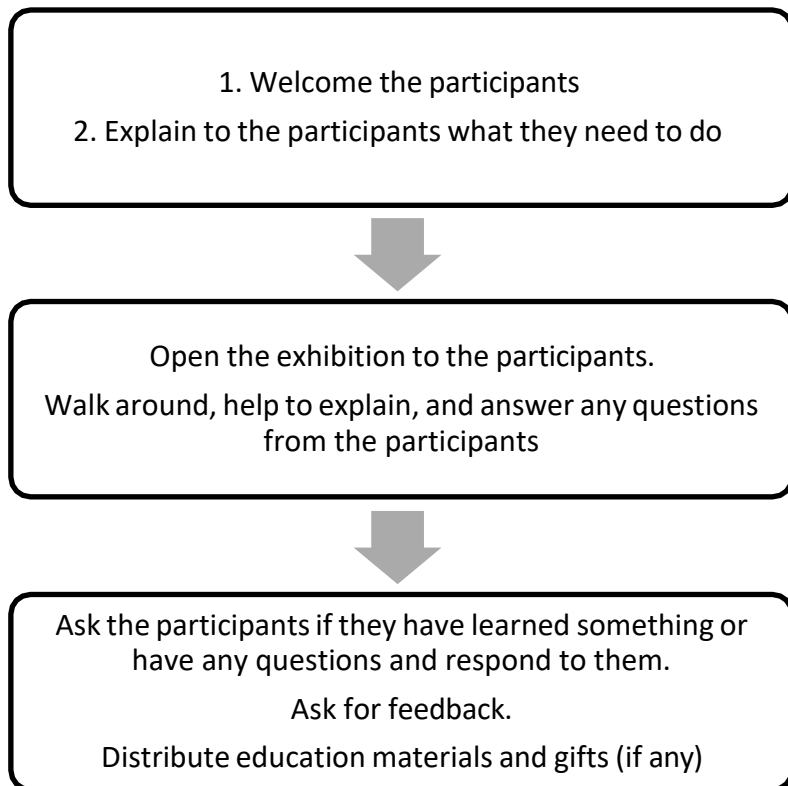 1. Welcome the participants
2. Explain to the participants what they need to do
Open the exhibition to the participants.
Walk around, help to explain, and answer any questions
from the participants
Ask the participants if they have learned something or
have any questions and respond to them.
Ask for feedback.
Distribute education materials and gifts (if any)